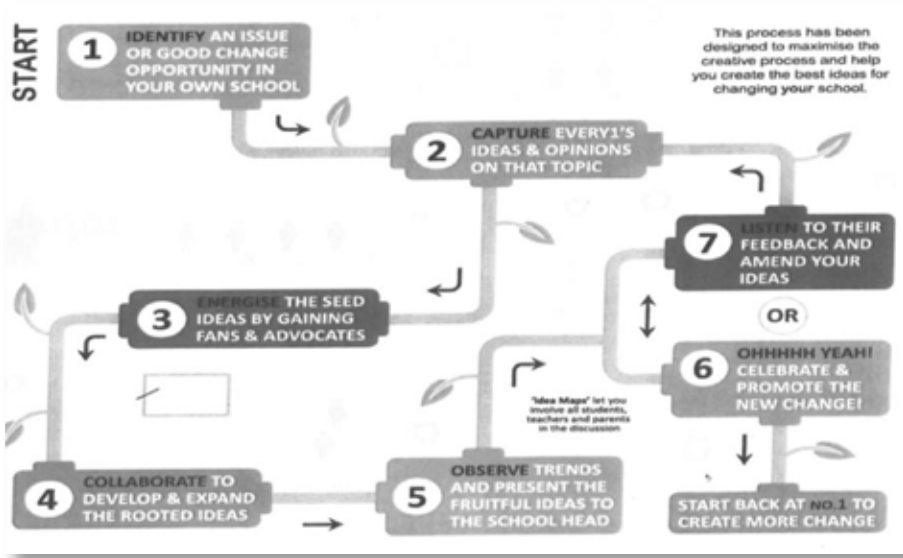 START
1
IDENTIFY AN ISSUE
OR GOOD CHANGE
OPPORTUNITY IN
YOUR OWN SCHOOL
This process has been
designed to maximise the
creative process and help
you create the best ideas for
changing your school.
2
CAPTURE EVERY1'S
IDEAS & OPINIONS
ON THAT TOPIC
7
LISTEN TO THEIR
FEEDBACK AND
AMEND YOUR
IDEAS
3
ENERGISE THE SEED
IDEAS BY GAINING
FANS & ADVOCATES
OR
6
OHHHHH YEAH!
CELEBRATE &
PROMOTE THE
NEW CHANGE!
'Idea Maps' let you
involve all students,
teachers and parents
in the discussion
4
COLLABORATE TO
DEVELOP & EXPAND
THE ROOTED IDEAS
5
OBSERVE TRENDS
AND PRESENT THE
FRUITFUL IDEAS TO
THE SCHOOL HEAD
START BACK AT NO.1 TO
CREATE MORE CHANGE